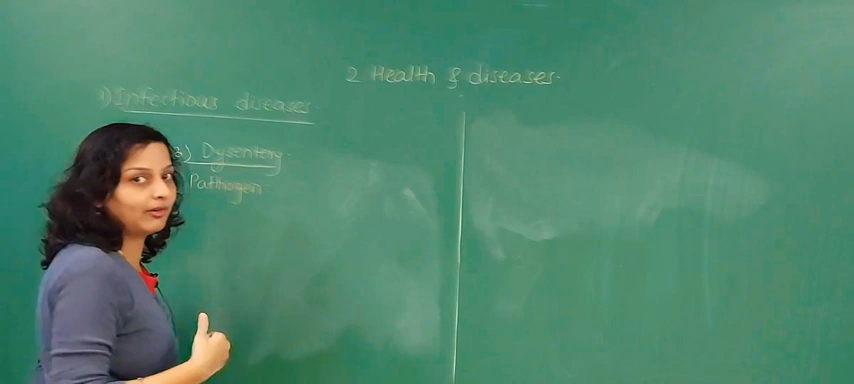 2 Health & diseases.
1) Infectious diseases.
3) Dysentery.
Pathogen